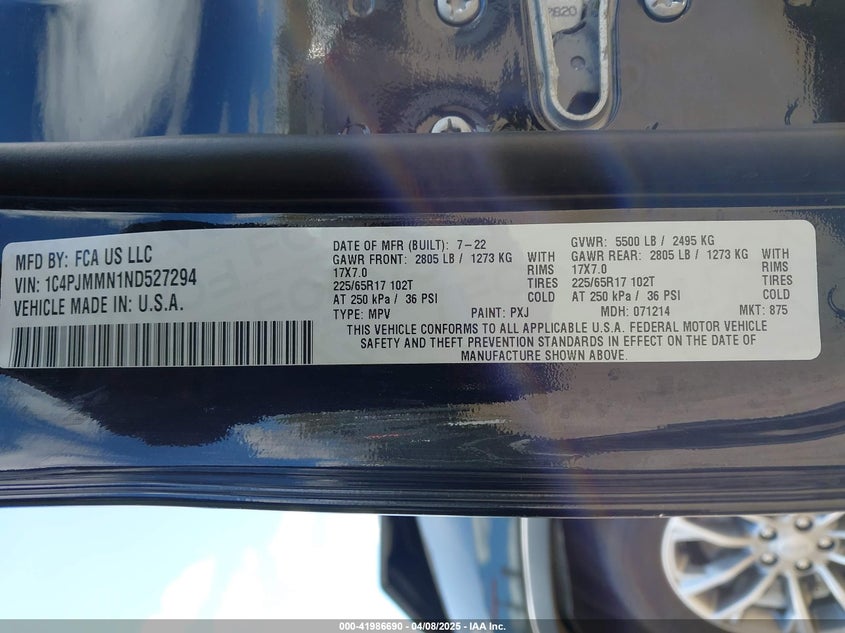 7820
MFD BY: FCA US LLC
VIN: 1C4PJMMN1ND527294
VEHICLE MADE IN: U.S.A.
DATE OF MFR (BUILT): 7-22
GAWR FRONT: 2805 LB / 1273 KG WITH
17X7.0 RIMS
225/65R17 102T TIRES
AT 250 kPa / 36 PSI COLD
GVWR: 5500 LB / 2495 KG
GAWR REAR: 2805 LB / 1273 KG WITH
17X7.0 RIMS
225/65R17 102T TIRES
AT 250 kPa / 36 PSI COLD
TYPE: MPV PAINT: PXJ MDH: 071214 MKT: 875
THIS VEHICLE CONFORMS TO ALL APPLICABLE U.S.A. FEDERAL MOTOR VEHICLE
SAFETY AND THEFT PREVENTION STANDARDS IN EFFECT ON THE DATE OF
MANUFACTURE SHOWN ABOVE.
000-41986690 - 04/08/2025 - IAA Inc.